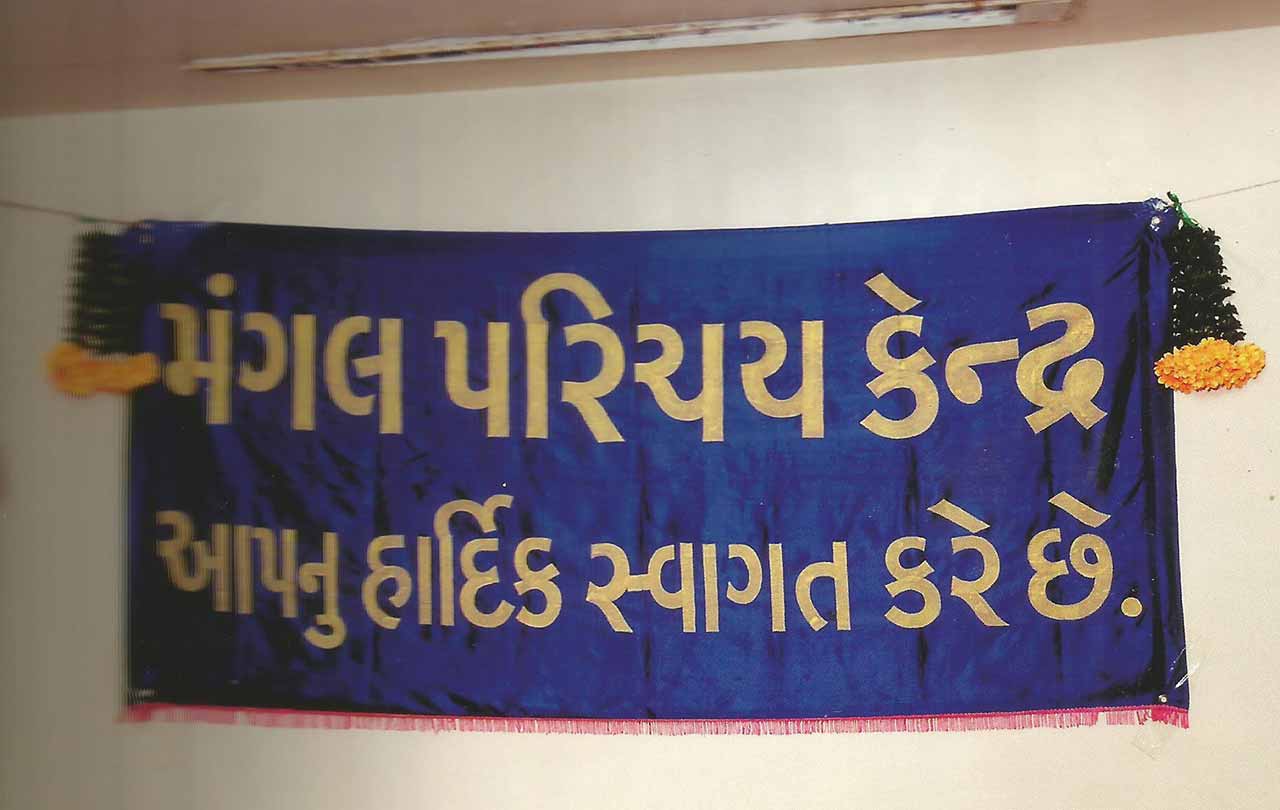 મંગલ પરિચય કેન્દ્ર
આપનુ હાર્દિક સ્વાગત કરે છે.